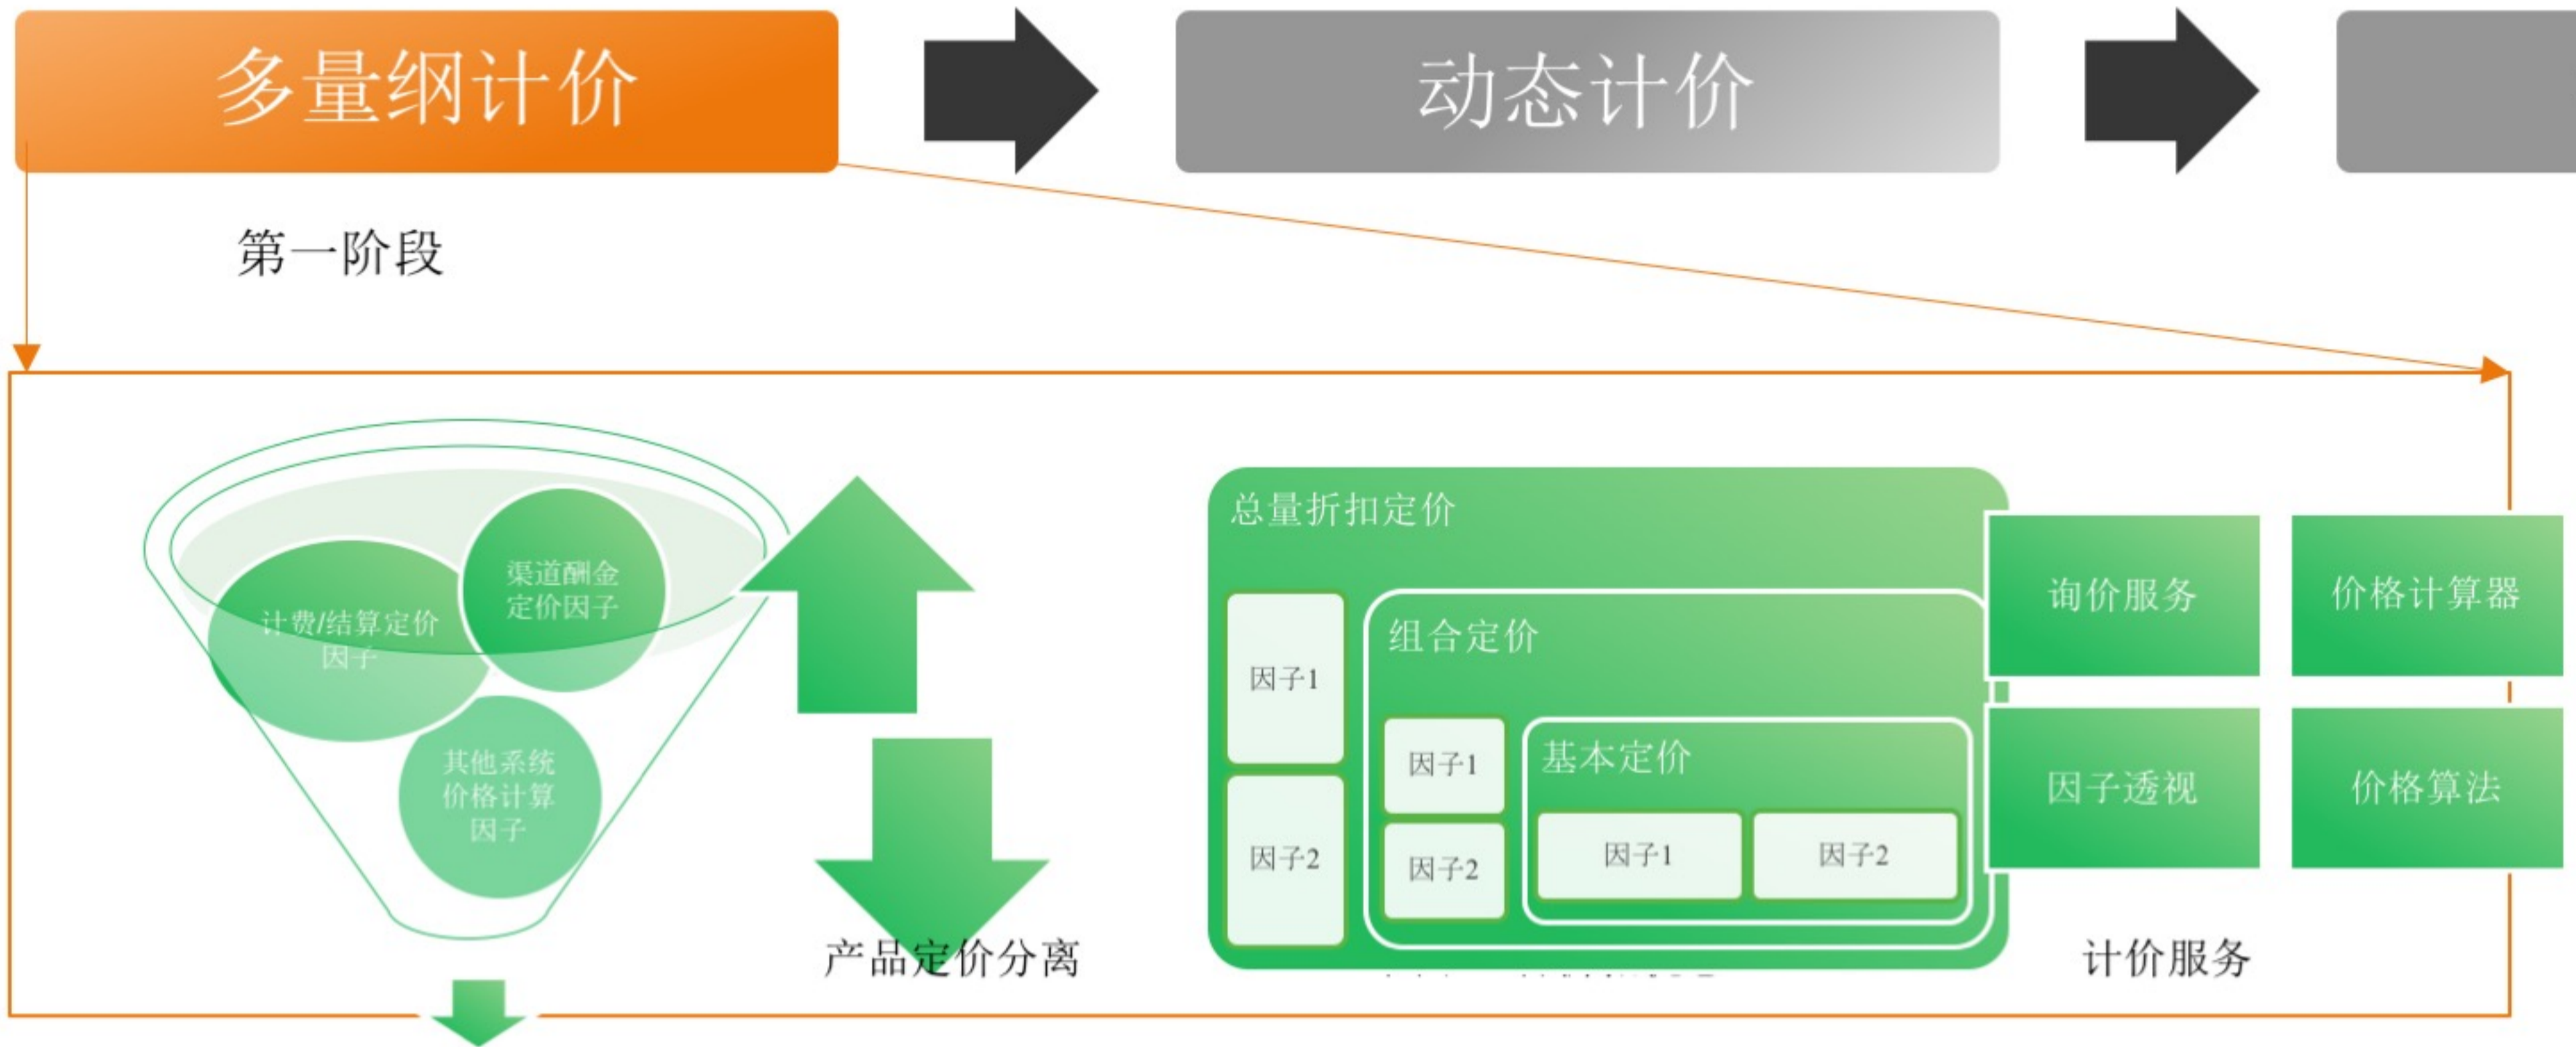 多量纲计价
动态计价
第一阶段
计费/结算定价
因子
渠道酬金
定价因子
其他系统
价格计算
因子
产品定价分离
总量折扣定价
因子1
因子2
组合定价
因子1
因子2
基本定价
因子1
因子2
询价服务
价格计算器
因子透视
价格算法
计价服务